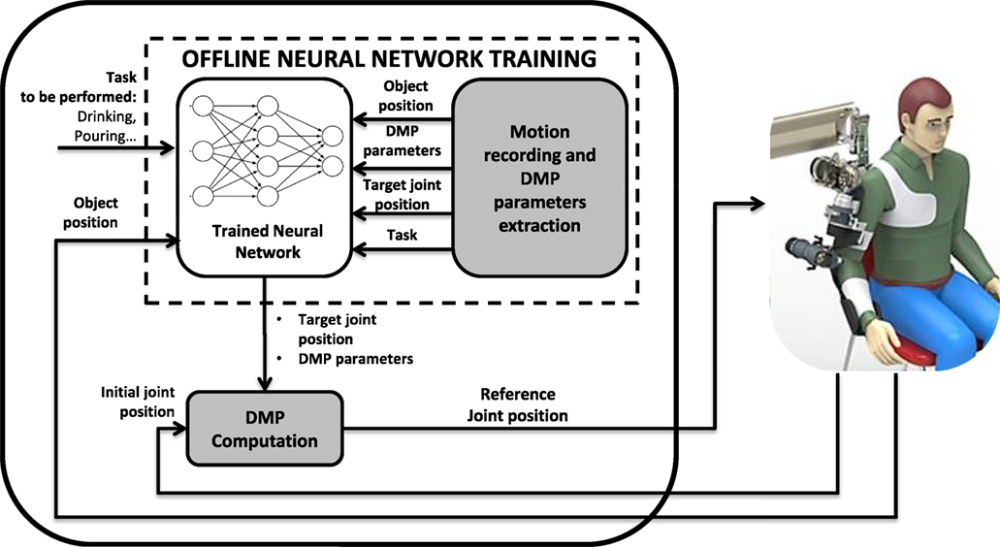 OFFLINE NEURAL NETWORK TRAINING
Task
to be performed:
Drinking,
Pouring...
Object
position
Trained Neural
Network
Object
position
DMP
parameters
Target joint
position
Task
Motion
recording and
DMP
parameters
extraction
• Target joint
position
• DMP parameters
Initial joint
position
DMP
Computation
Reference
Joint position